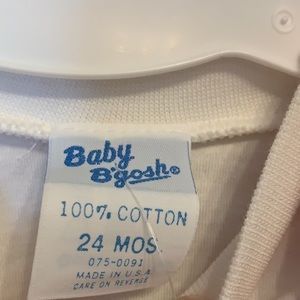 Baby
B'gosh®
100% COTTON
24 MOS.
075-0091
MADE IN U.S.A
CARE ON REVERSE